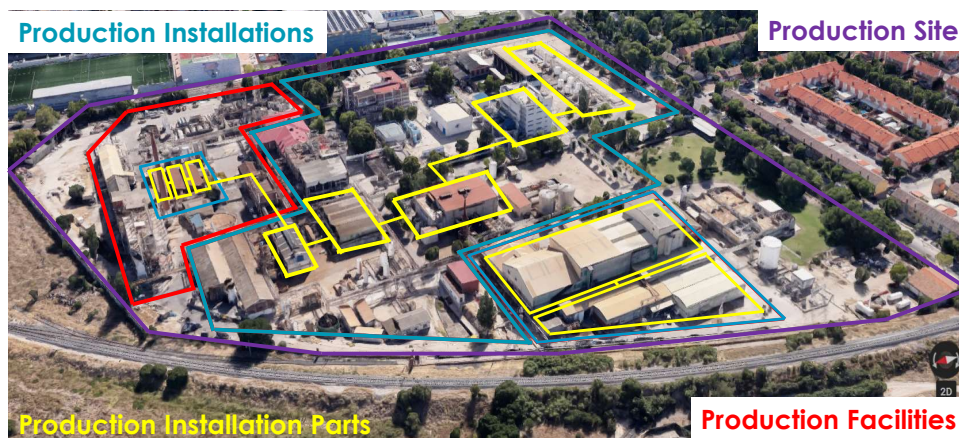 Production Installations
Production Site
2D
Production Installation Parts
Production Facilities